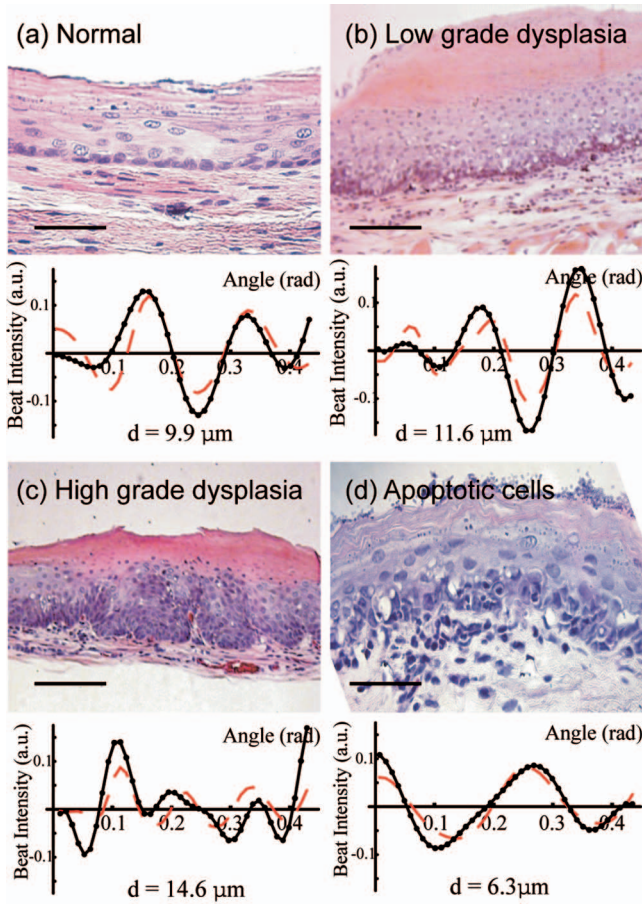 (a) Normal
(b) Low grade dysplasia
Beat Intensity (a.u.)
0.1
-0.1
Angle (rad)
0.1
0.2
0.3
0.4
d = 9.9 µm
Beat Intensity (a.u.)
0.1
-0.1
Angle (rad)
0.1
0.2
0.3
0.4
d = 11.6 µm
(c) High grade dysplasia
(d) Apoptotic cells
Beat Intensity (a.u.)
0.1
-0.1
Angle (rad)
0.1
0.2
0.3
0.4
d = 14.6 µm
Beat Intensity (a.u.)
0.1
-0.1
Angle (rad)
0.1
0.2
0.3
0.4
d = 6.3µm